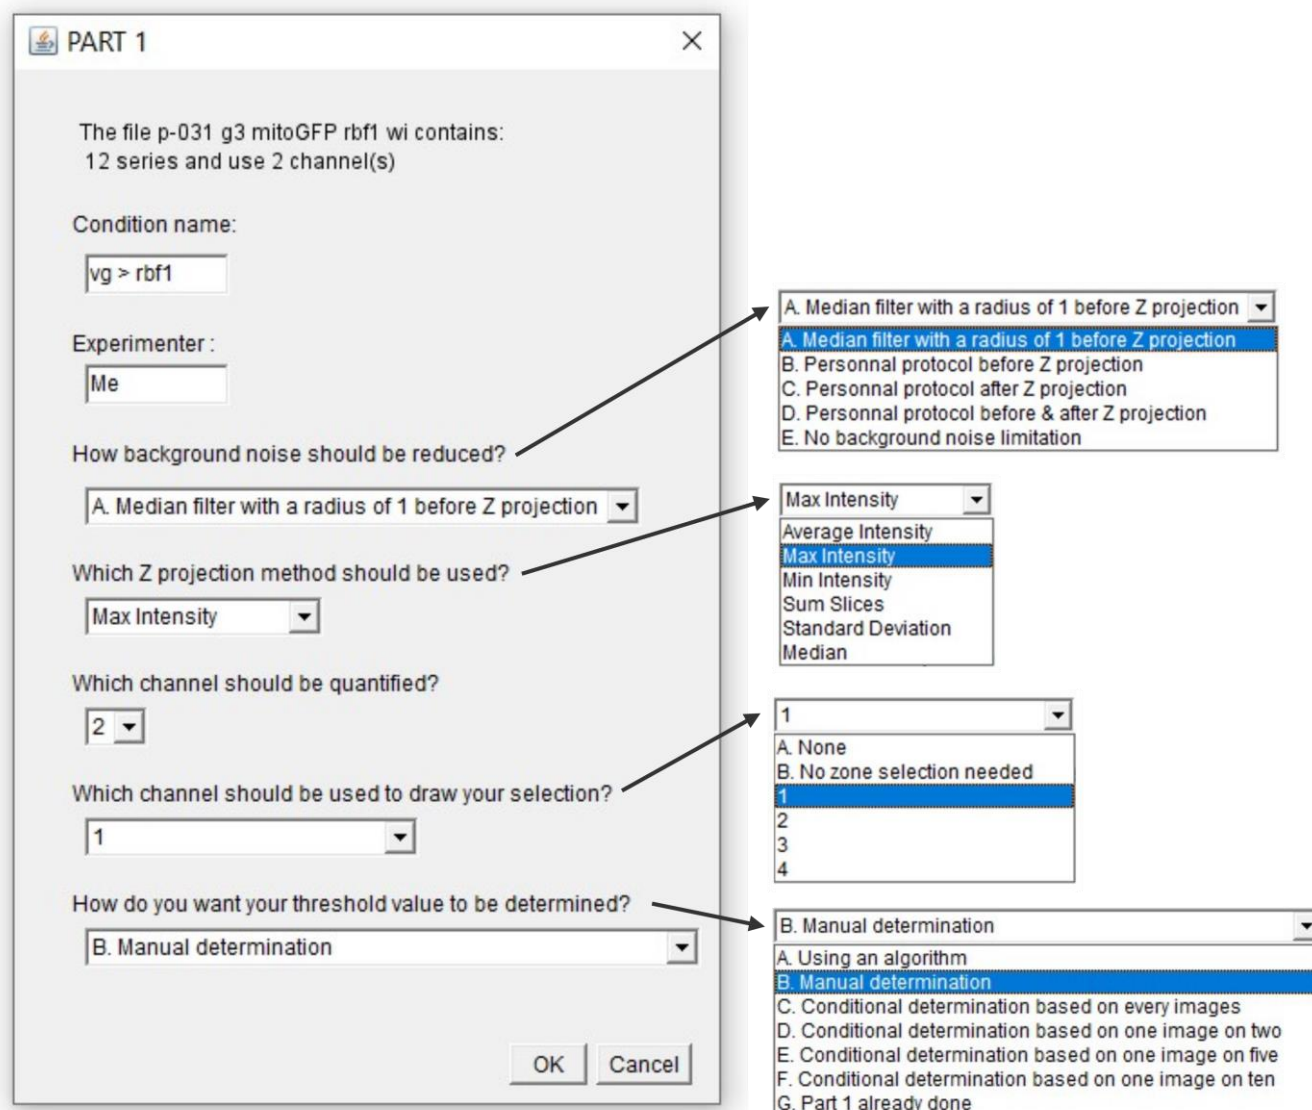 PART 1
The file p-031 g3 mitoGFP rbf1 wi contains:
12 series and use 2 channel(s)
Condition name:
vg > rbf1
Experimenter :
Me
How background noise should be reduced?
A. Median filter with a radius of 1 before Z projection
Which Z projection method should be used?
Max Intensity
Which channel should be quantified?
2
Which channel should be used to draw your selection?
1
How do you want your threshold value to be determined?
B. Manual determination
OK
Cancel
A. Median filter with a radius of 1 before Z projection
A. Median filter with a radius of 1 before Z projection
B. Personnal protocol before Z projection
C. Personnal protocol after Z projection
D. Personnal protocol before & after Z projection
E. No background noise limitation
Max Intensity
Average Intensity
Max Intensity
Min Intensity
Sum Slices
Standard Deviation
Median
1
A. None
B. No zone selection needed
1
2
3
4
B. Manual determination
A. Using an algorithm
B. Manual determination
C. Conditional determination based on every images
D. Conditional determination based on one image on two
E. Conditional determination based on one image on five
F. Conditional determination based on one image on ten
G. Part 1 already done